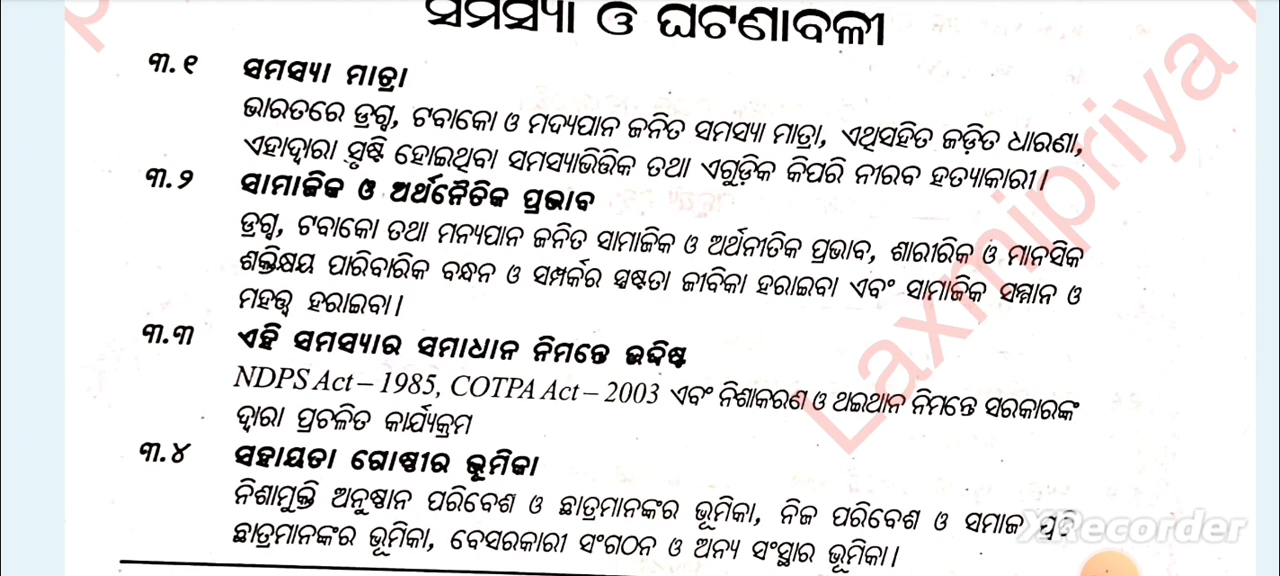 ସମସ୍ୟା ଓ ଘଟଣାବଳୀ
୩.୧ ସମସ୍ୟା ମାତ୍ରା
ଭାରତରେ ଡ୍ରଗ୍ସ, ଟବାକୋ ଓ ମଦ୍ୟପାନ ଜନିତ ସମସ୍ୟା ମାତ୍ରା, ଏଥିସହିତ ଜଡ଼ିତ ଧାରଣା,
ଏହାଦ୍ୱାରା ସୃଷ୍ଟି ହୋଇଥିବା ସମସ୍ୟାଭିତ୍ତିକ ତଥା ଏଗୁଡ଼ିକ କିପରି ନୀରବ ହତ୍ୟାକାରୀ।
୩.୨ ସାମାଜିକ ଓ ଅର୍ଥନୈତିକ ପ୍ରଭାବ
ଡ୍ରଗ୍ସ, ଟବାକୋ ତଥା ମନ୍ୟପାନ ଜନିତ ସାମାଜିକ ଓ ଅର୍ଥନୀତିକ ପ୍ରଭାବ, ଶାରୀରିକ ଓ ମାନସିକ
ଶକ୍ତିକ୍ଷୟ ପାରିବାରିକ ବନ୍ଧନ ଓ ସମ୍ପର୍କର ସ୍ପଷ୍ଟତା ଜୀବିକା ହରାଇବା ଏବଂ ସାମାଜିକ ସମ୍ମାନ ଓ
ମହତ୍ତ୍ୱ ହରାଇବା।
୩.୩ ଏହି ସମସ୍ୟାର ସମାଧାନ ନିମନ୍ତେ ଉଦ୍ଦିଷ୍ଟ
NDPS Act – 1985, COTPA Act – 2003 ଏବଂ ନିଶାକରଣ ଓ ଥଇଥାନ ନିମନ୍ତେ ସରକାରଙ୍କ
ଦ୍ୱାରା ପ୍ରଚଳିତ କାର୍ଯ୍ୟକ୍ରମ
୩.୪ ସହାୟତା ଗୋଷ୍ଠୀର ଭୂମିକା
ନିଶାମୁକ୍ତି ଅନୁଷ୍ଠାନ ପରିବେଶ ଓ ଛାତ୍ରମାନଙ୍କର ଭୂମିକା, ନିଜ ପରିବେଶ ଓ ସମାଜ ପ୍ରତି
ଛାତ୍ରମାନଙ୍କର ଭୂମିକା, ବେସରକାରୀ ସଂଗଠନ ଓ ଅନ୍ୟ ସଂସ୍ଥାର ଭୂମିକା।
Laxmipriya
XRecorder